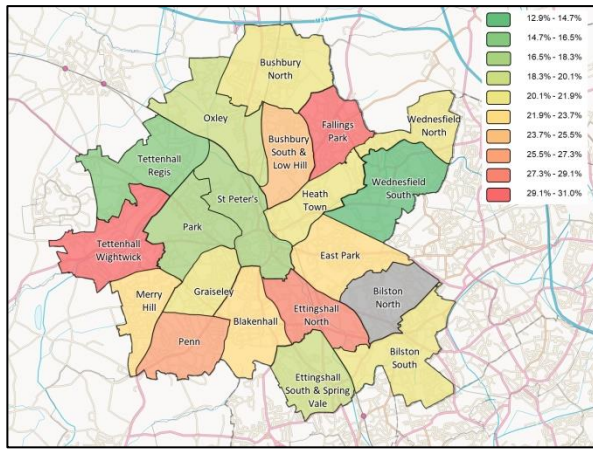 12.9% - 14.7%
14.7% - 16.5%
16.5% - 18.3%
18.3% - 20.1%
20.1% - 21.9%
21.9% - 23.7%
23.7% - 25.5%
25.5% - 27.3%
27.3% - 29.1%
29.1% - 31.0%
Bushbury
North
Oxley
Fallings
Park
Wednesfield
North
Bushbury
South &
Low Hill
Tettenhall
Regis
Wednesfield
South
Heath
Town
St Peter's
Park
Tettenhall
Wightwick
East Park
Merry
Hill
Graiseley
Bilston
North
Ettingshall
North
Blakenhall
Penn
Bilston
South
Ettingshall
South & Spring
Vale